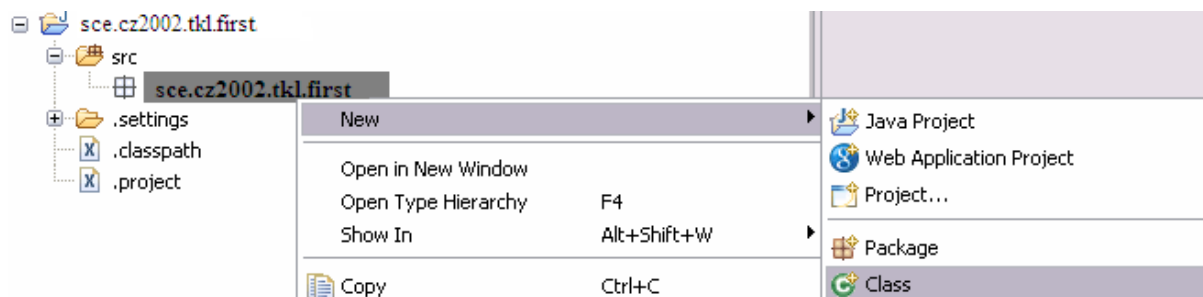 sce.cz2002.tkl.first
src
sce.cz2002.tkl.first
.settings
.classpath
.project
New
Open in New Window
Open Type Hierarchy F4
Show In Alt+Shift+W
Copy Ctrl+C
Java Project
Web Application Project
Project...
Package
Class